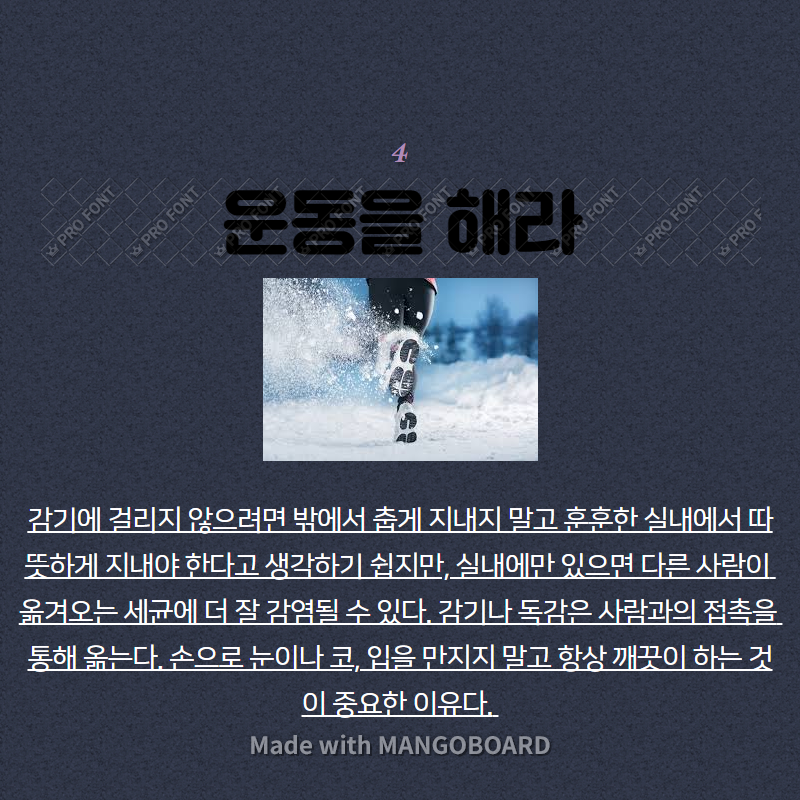 4
운동을 해라
PRO FONT PRO FONT PRO FONT PRO FONT PRO FONT PRO FONT PRO FONT PRO FONT PRO F
감기에 걸리지 않으려면 밖에서 춥게 지내지 말고 훈훈한 실내에서 따
뜻하게 지내야 한다고 생각하기 쉽지만, 실내에만 있으면 다른 사람이
옮겨오는 세균에 더 잘 감염될 수 있다. 감기나 독감은 사람과의 접촉을
통해 옮는다. 손으로 눈이나 코, 입을 만지지 말고 항상 깨끗이 하는 것
이 중요한 이유다.
Made with MANGOBOARD